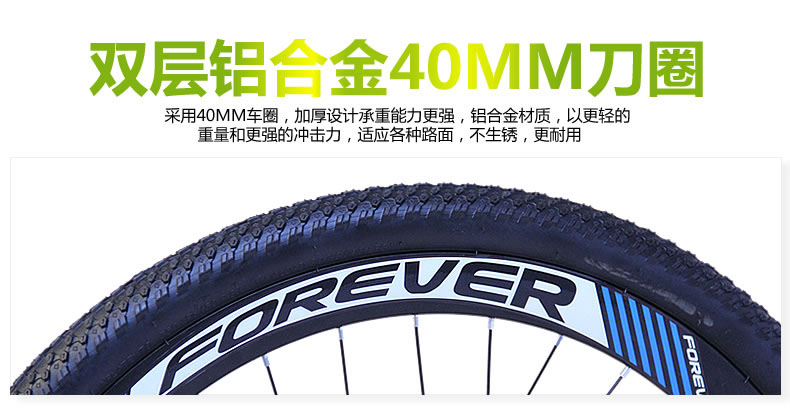 双层铝合金40MM刀圈
采用40MM车圈，加厚设计承重能力更强，铝合金材质，以更轻的
重量和更强的冲击力，适应各种路面，不生锈，更耐用
FOREVER
FOREV